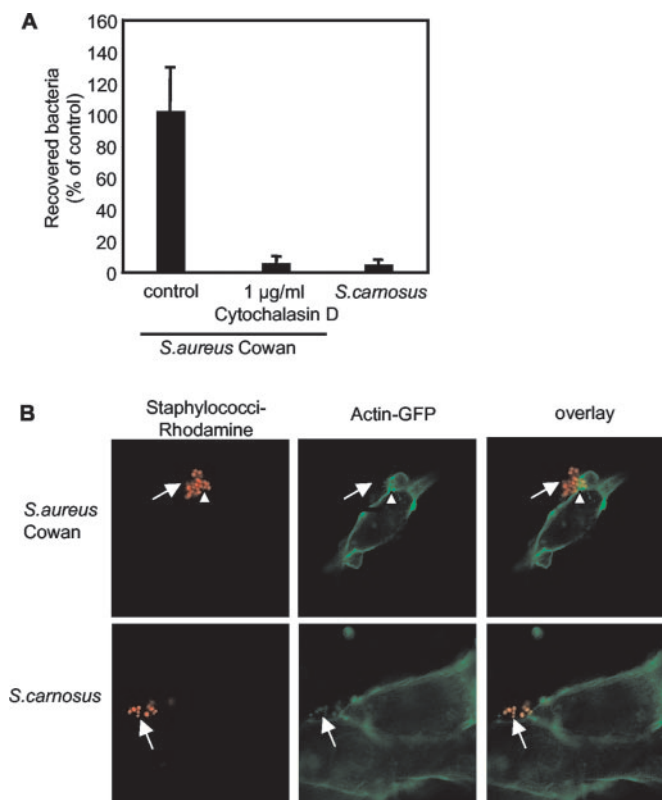 A
Recovered bacteria
(% of control)
160
140
120
100
80
60
40
20
0
control
1 µg/ml
Cytochalasin D
S.carnosus
S.aureus Cowan
B
Staphylococci-
Rhodamine
Actin-GFP
overlay
S.aureus
Cowan
S.carnosus